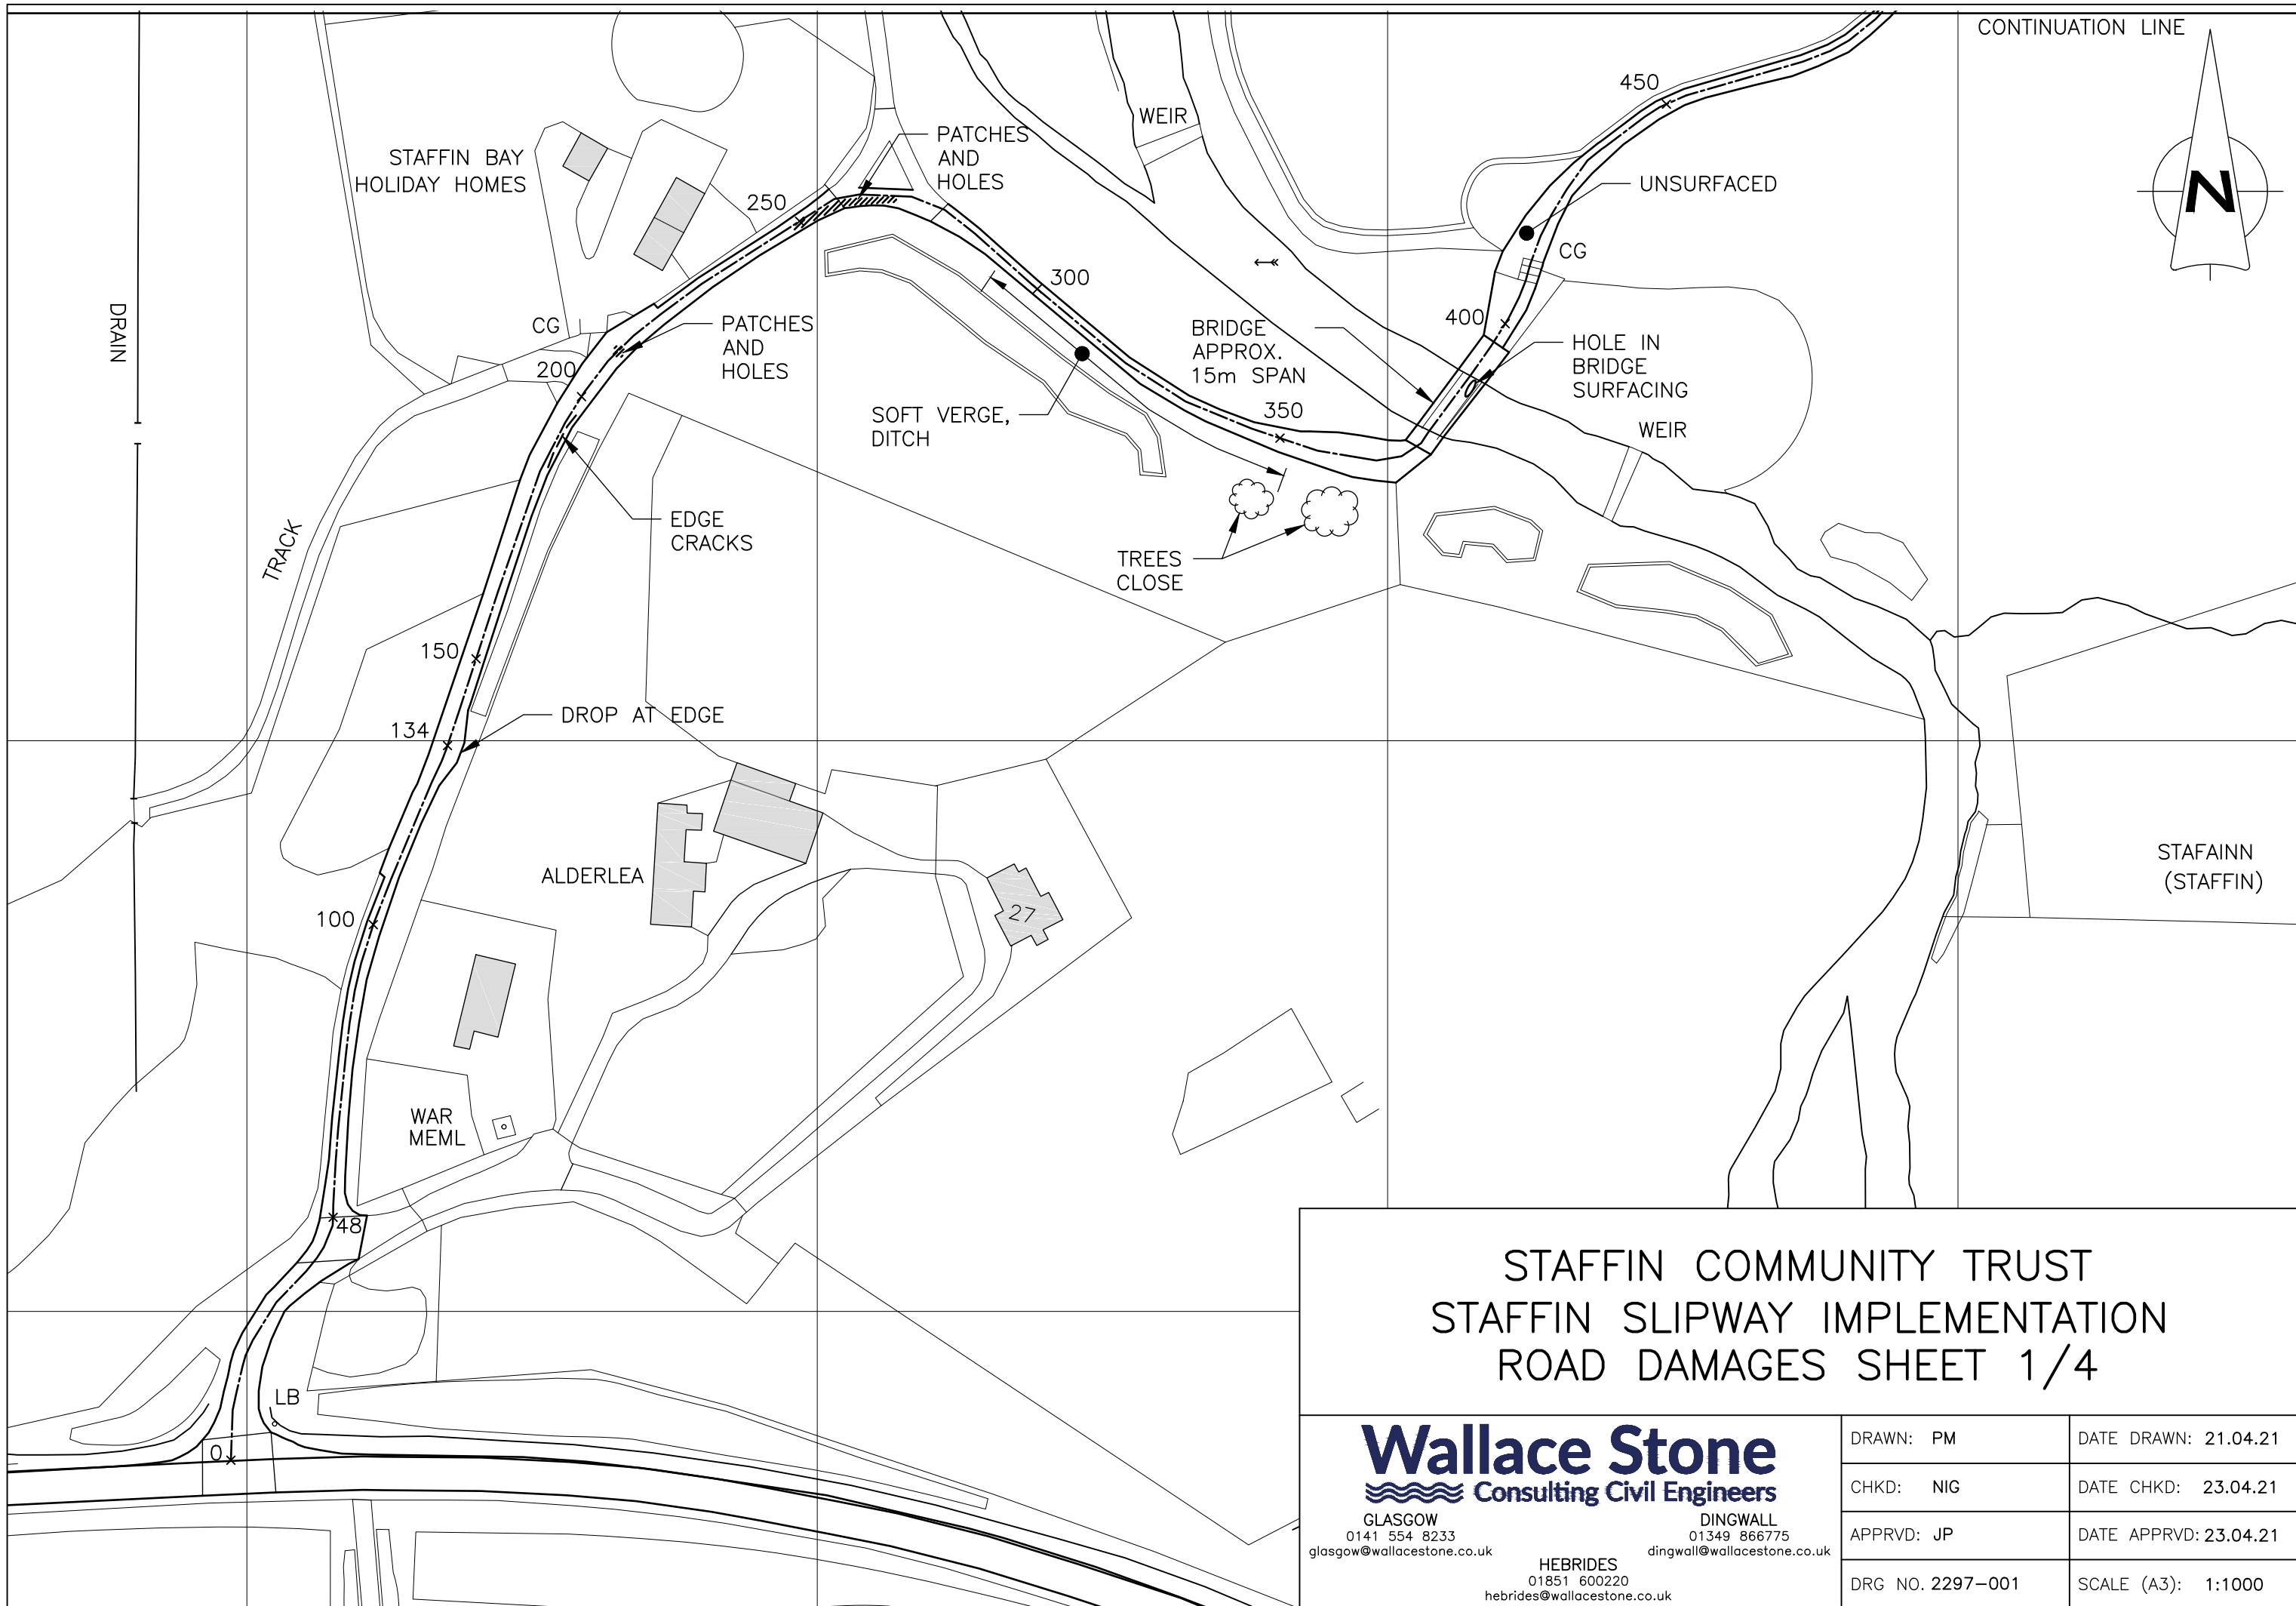 CONTINUATION LINE
450
WEIR
PATCHES
AND
HOLES
STAFFIN BAY
HOLIDAY HOMES
UNSURFACED
N
250
CG
300
DRAIN
CG
PATCHES
AND
HOLES
BRIDGE
APPROX.
15m SPAN
400
HOLE IN
BRIDGE
SURFACING
200
350
SOFT VERGE,
DITCH
WEIR
EDGE
CRACKS
TRACK
TREES
CLOSE
150
DROP AT EDGE
134
STAFAINN
(STAFFIN)
ALDERLEA
27
100
WAR
MEML
48
LB
0
STAFFIN COMMUNITY TRUST
STAFFIN SLIPWAY IMPLEMENTATION
ROAD DAMAGES SHEET 1/4
Wallace Stone
Consulting Civil Engineers
GLASGOW
0141 554 8233
glasgow@wallacestone.co.uk
DINGWALL
01349 866775
dingwall@wallacestone.co.uk
HEBRIDES
01851 600220
hebrides@wallacestone.co.uk
DRAWN: PM
DATE DRAWN: 21.04.21
CHKD: NIG
DATE CHKD: 23.04.21
APPRVD: JP
DATE APPRVD: 23.04.21
DRG NO. 2297-001
SCALE (A3): 1:1000